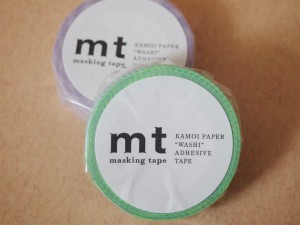 mt
masking tape
KAMOI PAPER
"WASHI"
ADHESIVE
TAPE
mt
masking tape
KAMOI PAPER
"WASHI"
ADHESIVE
TAPE